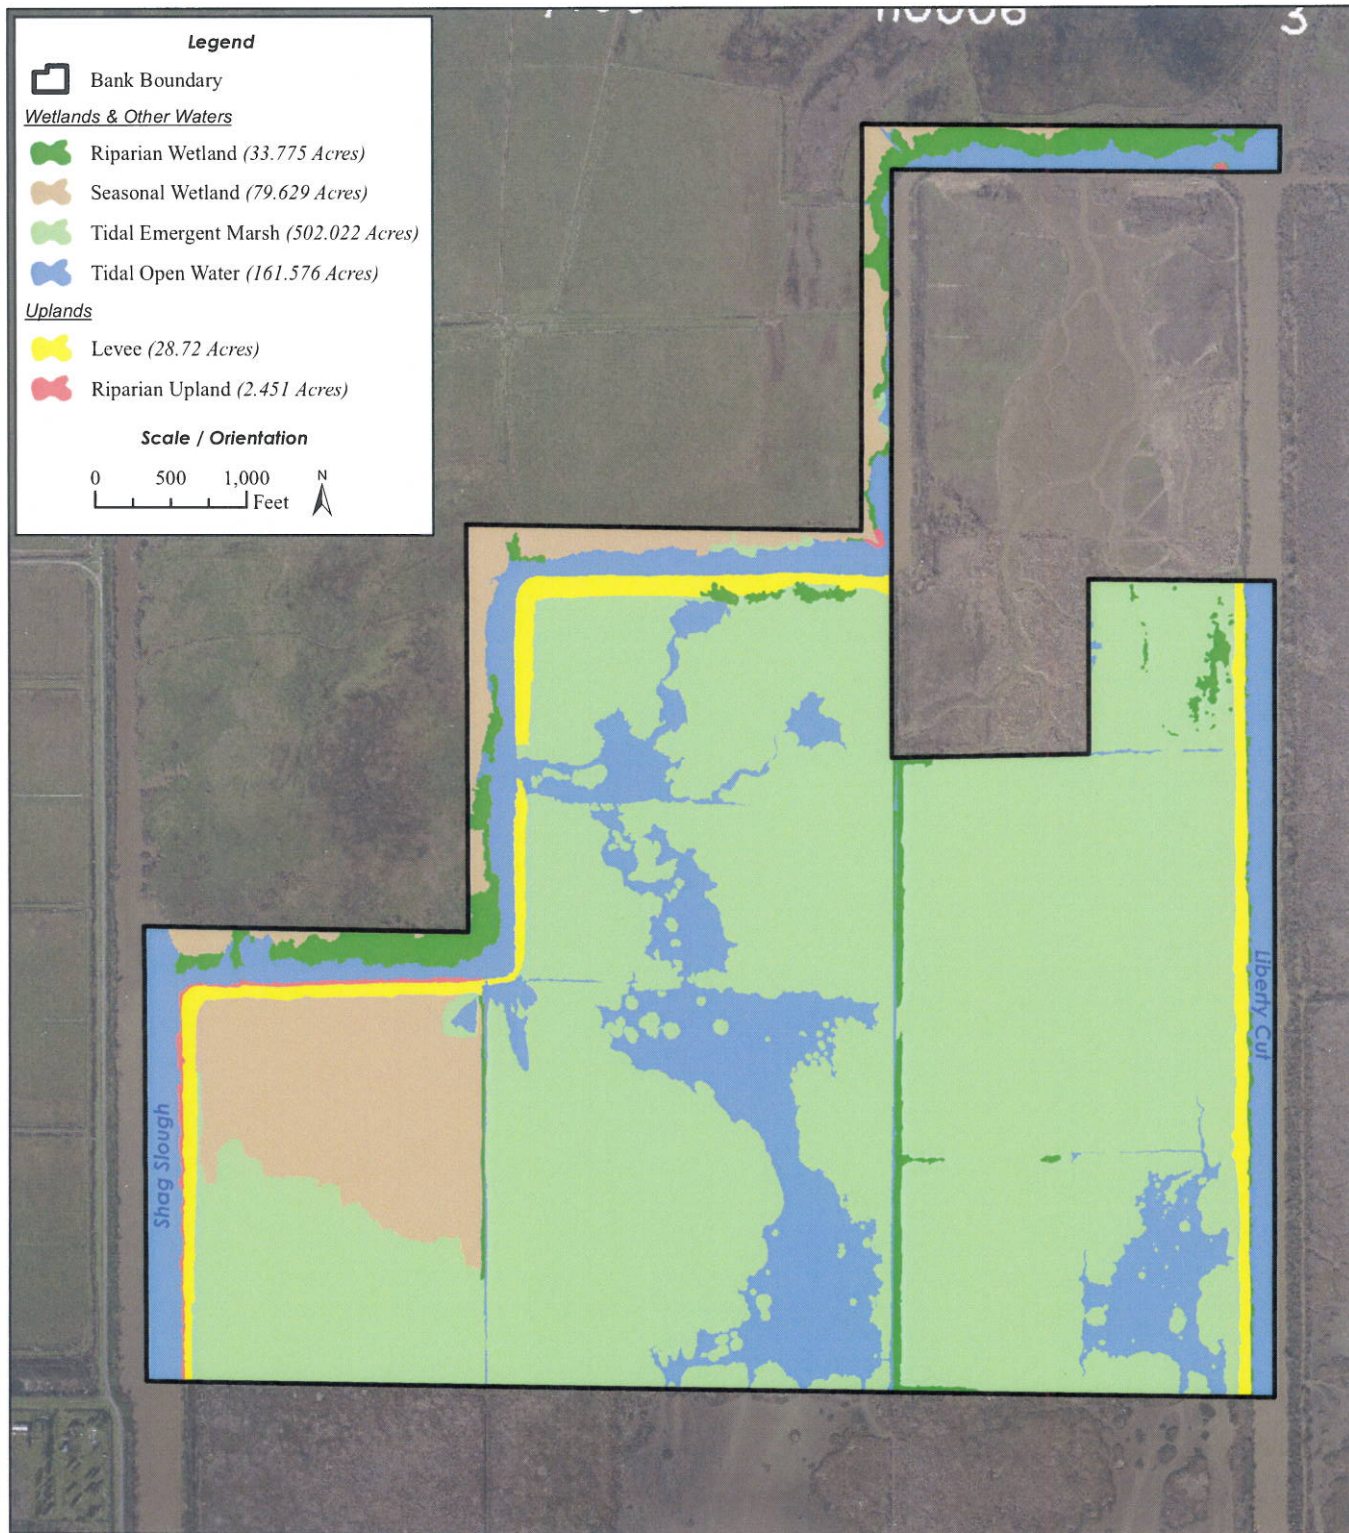 3
Legend
Bank Boundary
Wetlands & Other Waters
Riparian Wetland (33.775 Acres)
Seasonal Wetland (79.629 Acres)
Tidal Emergent Marsh (502.022 Acres)
Tidal Open Water (161.576 Acres)
Uplands
Levee (28.72 Acres)
Riparian Upland (2.451 Acres)
Scale / Orientation
0 500 1,000
Feet
N
Liberty Cut
Shag Slough